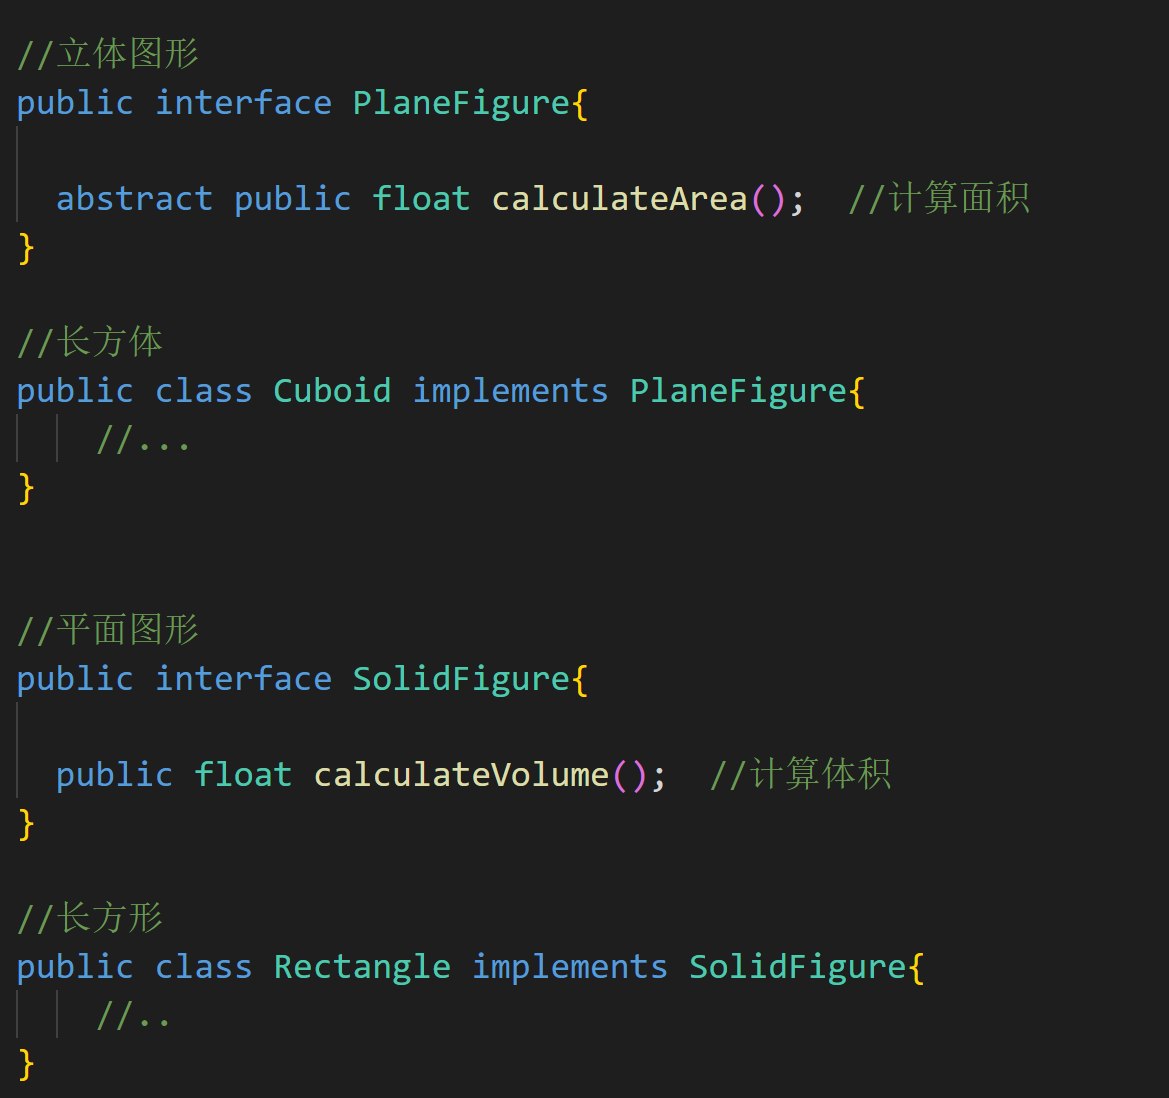 //立体图形
public interface PlaneFigure{
abstract public float calculateArea();  //计算面积
}
//长方体
public class Cuboid implements PlaneFigure{
//...
}
//平面图形
public interface SolidFigure{
public float calculateVolume();  //计算体积
}
//长方形
public class Rectangle implements SolidFigure{
//..
}